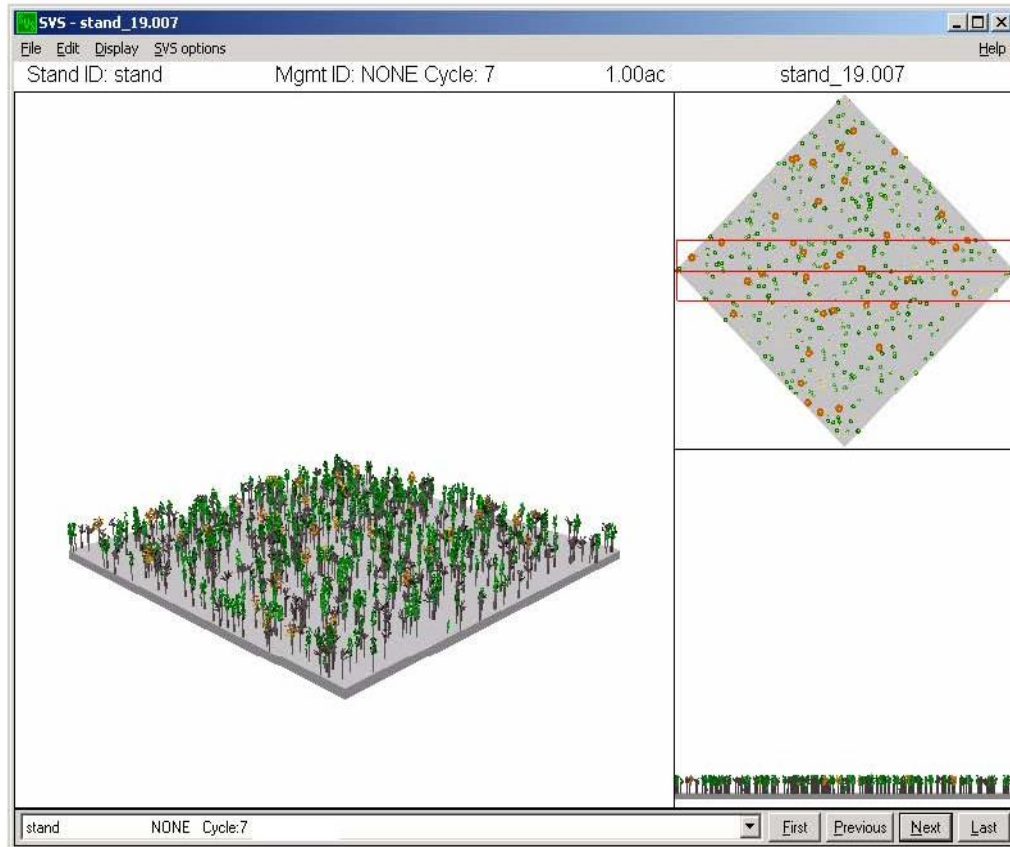 SVS - stand_19.007
File Edit Display SVS options Help
Stand ID: stand Mgmt ID: NONE Cycle: 7 1.00ac stand_19.007
stand NONE Cycle:7 First Previous Next Last